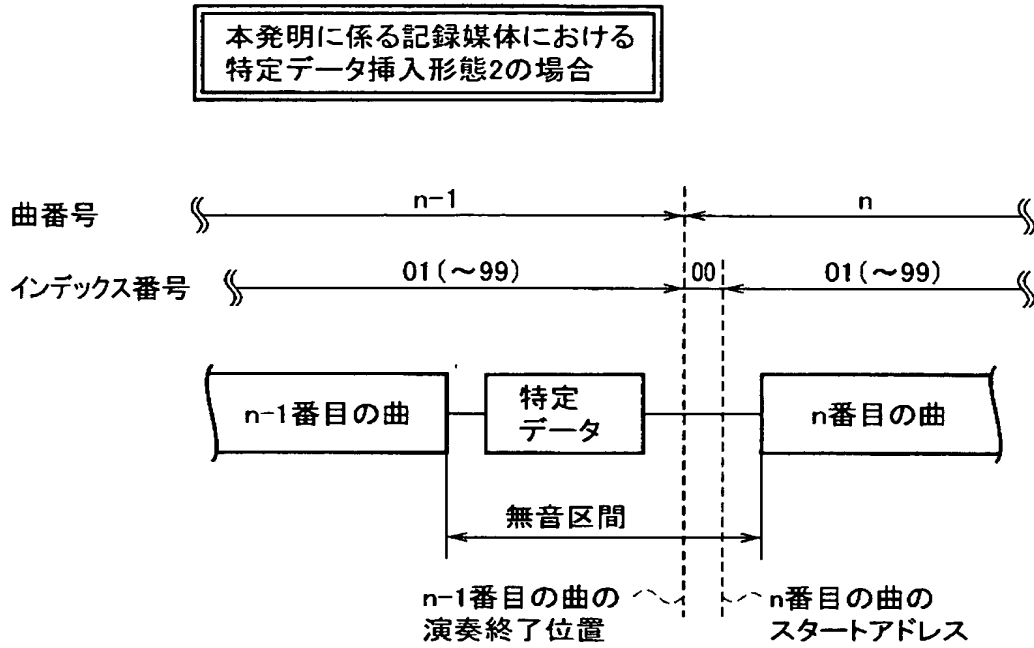 本発明に係る記録媒体における
特定データ挿入形態2の場合
曲番号
n-1
n
インデックス番号
01(～99)
00
01(～99)
n-1番目の曲
特定
データ
n番目の曲
無音区間
n-1番目の曲の
演奏終了位置
n番目の曲の
スタートアドレス